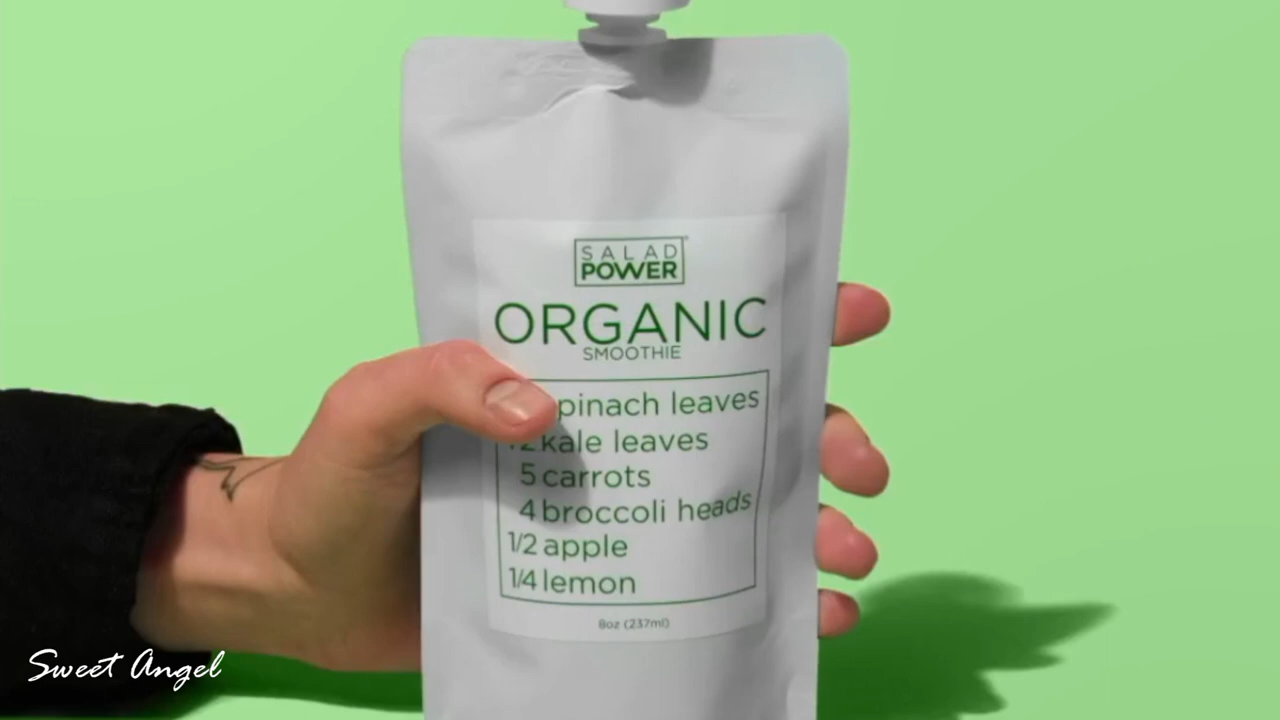 SALAD
POWER
ORGANIC
SMOOTHIE
pinach leaves
12 kale leaves
5 carrots
4 broccoli heads
1/2 apple
1/4 lemon
8oz (237ml)
Sweet Angel